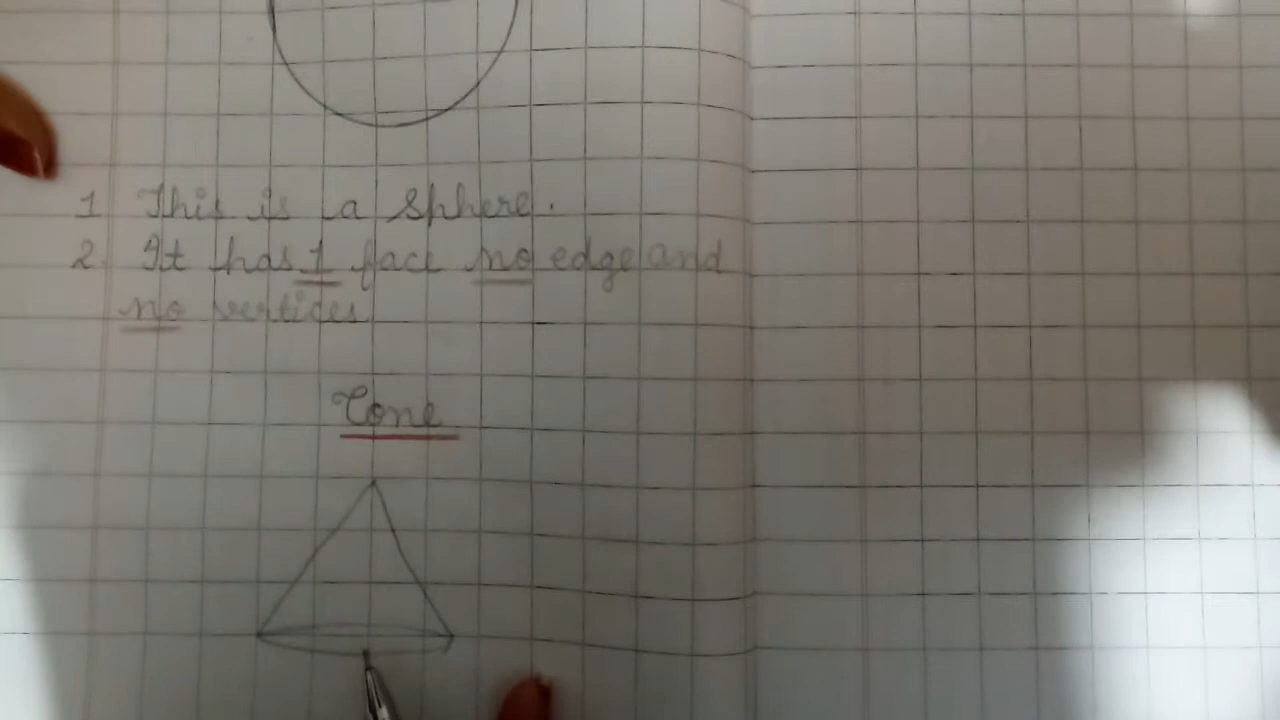 1 This is a Sphere.
2. It has 1 face no edge and
no vertices
Cone